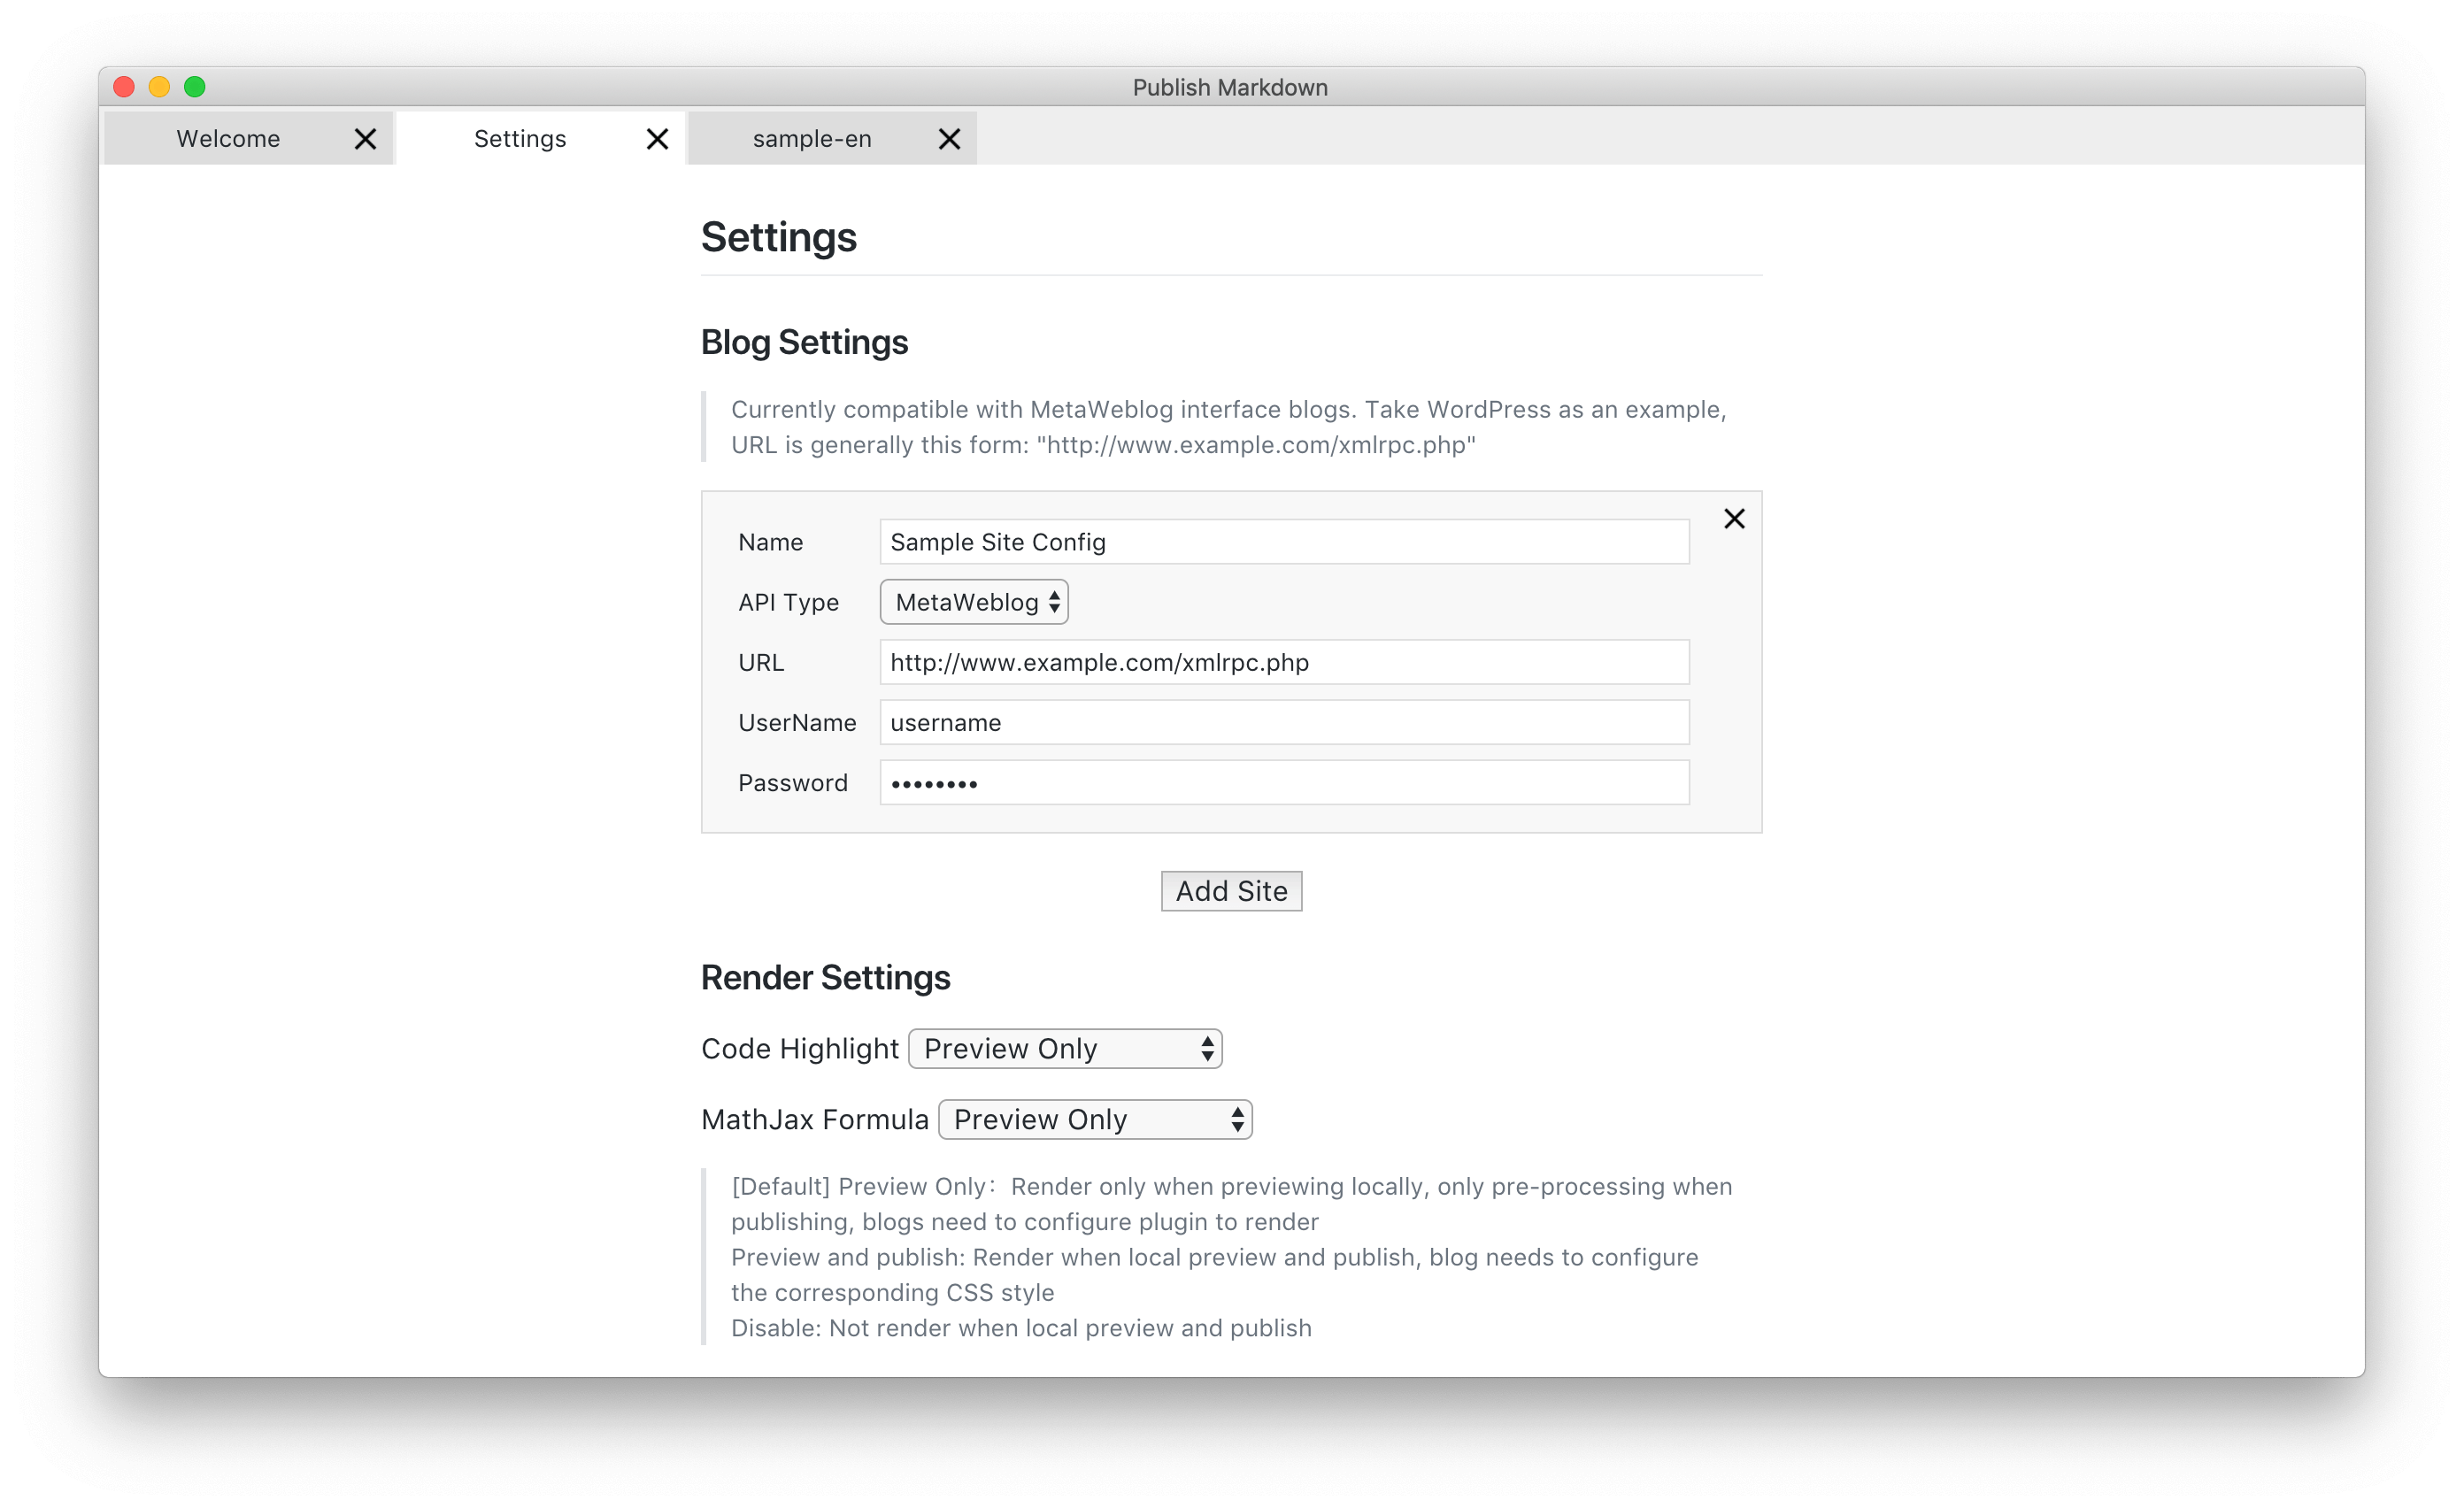 Publish Markdown
Welcome
Settings
sample-en
Settings
Blog Settings
Currently compatible with MetaWeblog interface blogs. Take WordPress as an example,
URL is generally this form: "http://www.example.com/xmlrpc.php"
Name
Sample Site Config
API Type
MetaWeblog
URL
http://www.example.com/xmlrpc.php
UserName
username
Password
••••••••
Add Site
Render Settings
Code Highlight
Preview Only
MathJax Formula
Preview Only
[Default] Preview Only：Render only when previewing locally, only pre-processing when
publishing, blogs need to configure plugin to render
Preview and publish: Render when local preview and publish, blog needs to configure
the corresponding CSS style
Disable: Not render when local preview and publish